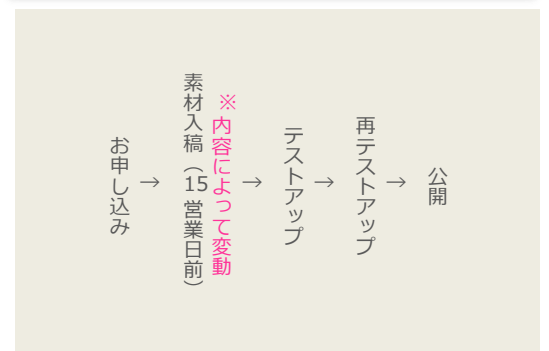 お申し込み
→
素材入稿（15営業日前）
※内容によって変動
→
テストアップ
→
再テストアップ
→
公開